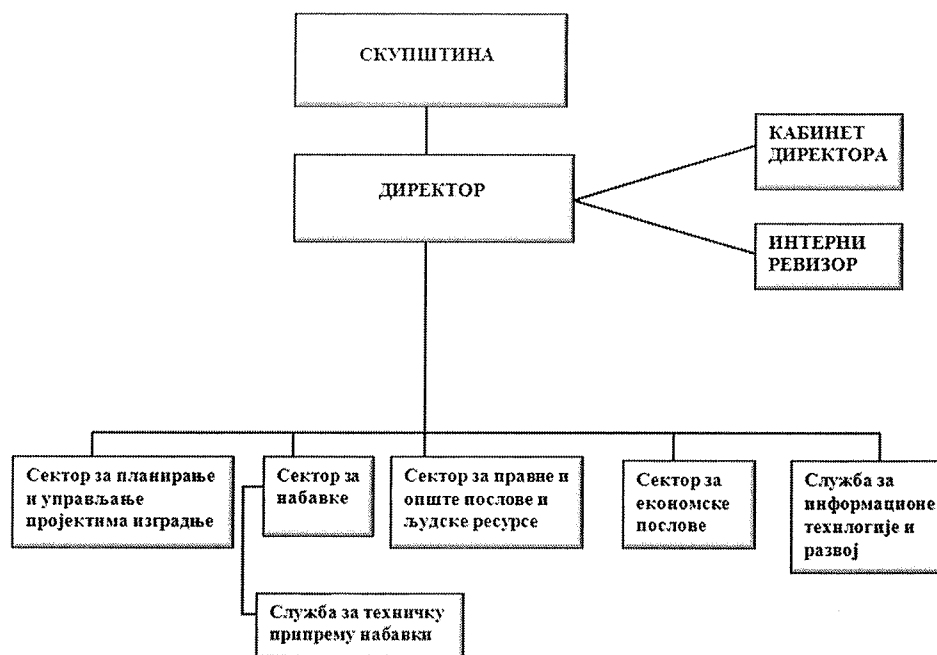 СКУПШТИНА
ДИРЕКТОР
КАБИНЕТ
ДИРЕКТОРА
ИНТЕРНИ
РЕВИЗОР
Сектор за планирање
и управљање
пројектима изградње
Сектор за
набавке
Сектор за правне и
опште послове и
људске ресурсе
Сектор за
економске
послове
Служба за
информационе
технлогије и
развој
Служба за техничку
припрему набавки